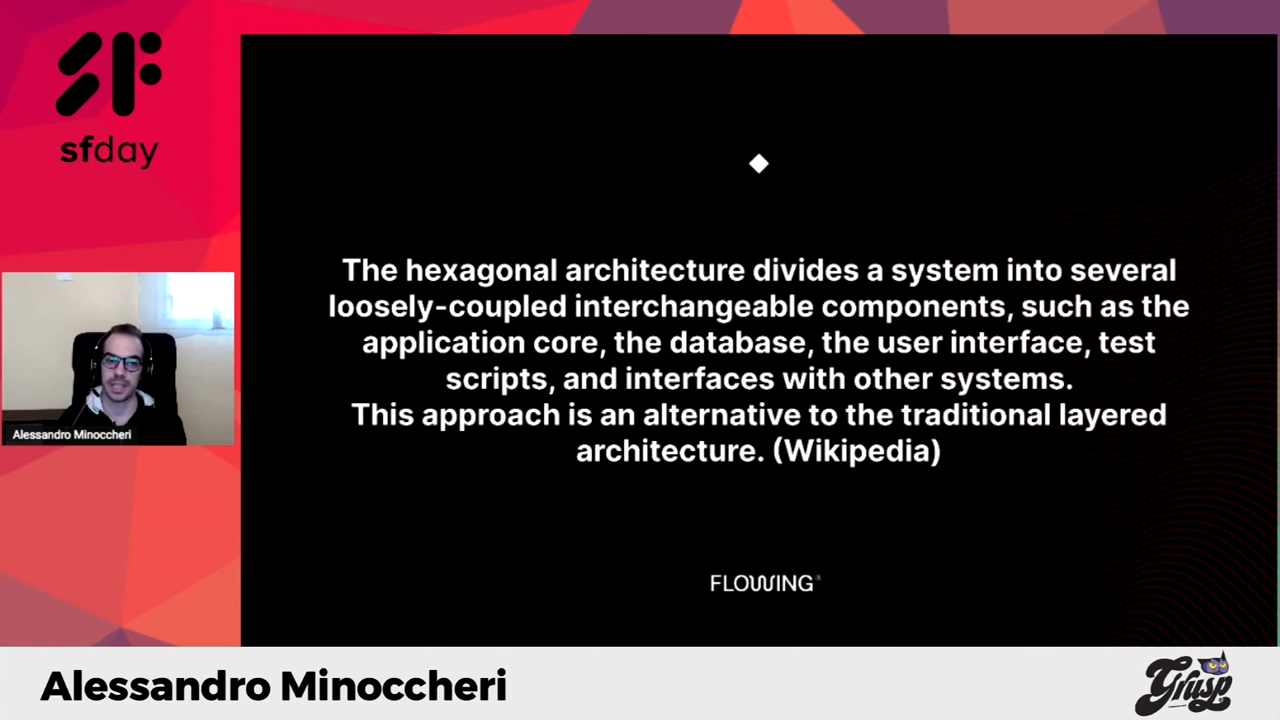 sfday
The hexagonal architecture divides a system into several
loosely-coupled interchangeable components, such as the
application core, the database, the user interface, test
scripts, and interfaces with other systems.
This approach is an alternative to the traditional layered
architecture. (Wikipedia)
Alessandro Minoccheri
FLOWING®
Alessandro Minoccheri
Grusp